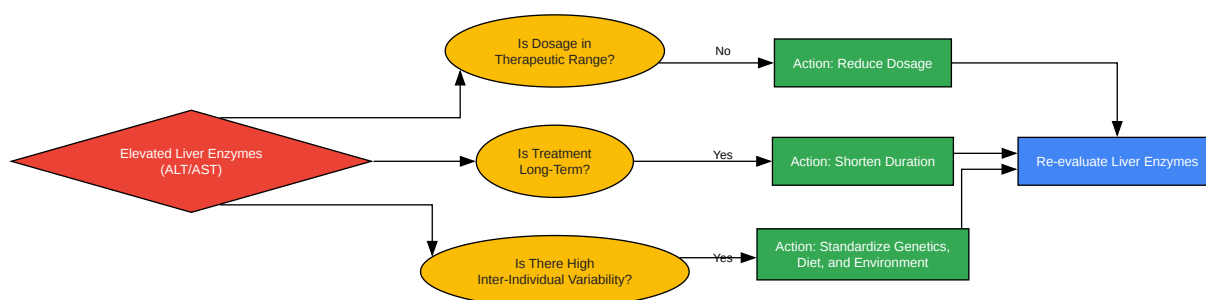 Is Dosage in
Therapeutic Range?
No
Action: Reduce Dosage
Elevated Liver Enzymes
(ALT/AST)
Is Treatment
Long-Term?
Yes
Action: Shorten Duration
Re-evaluate Liver Enzymes
Is There High
Inter-Individual Variability?
Yes
Action: Standardize Genetics,
Diet, and Environment